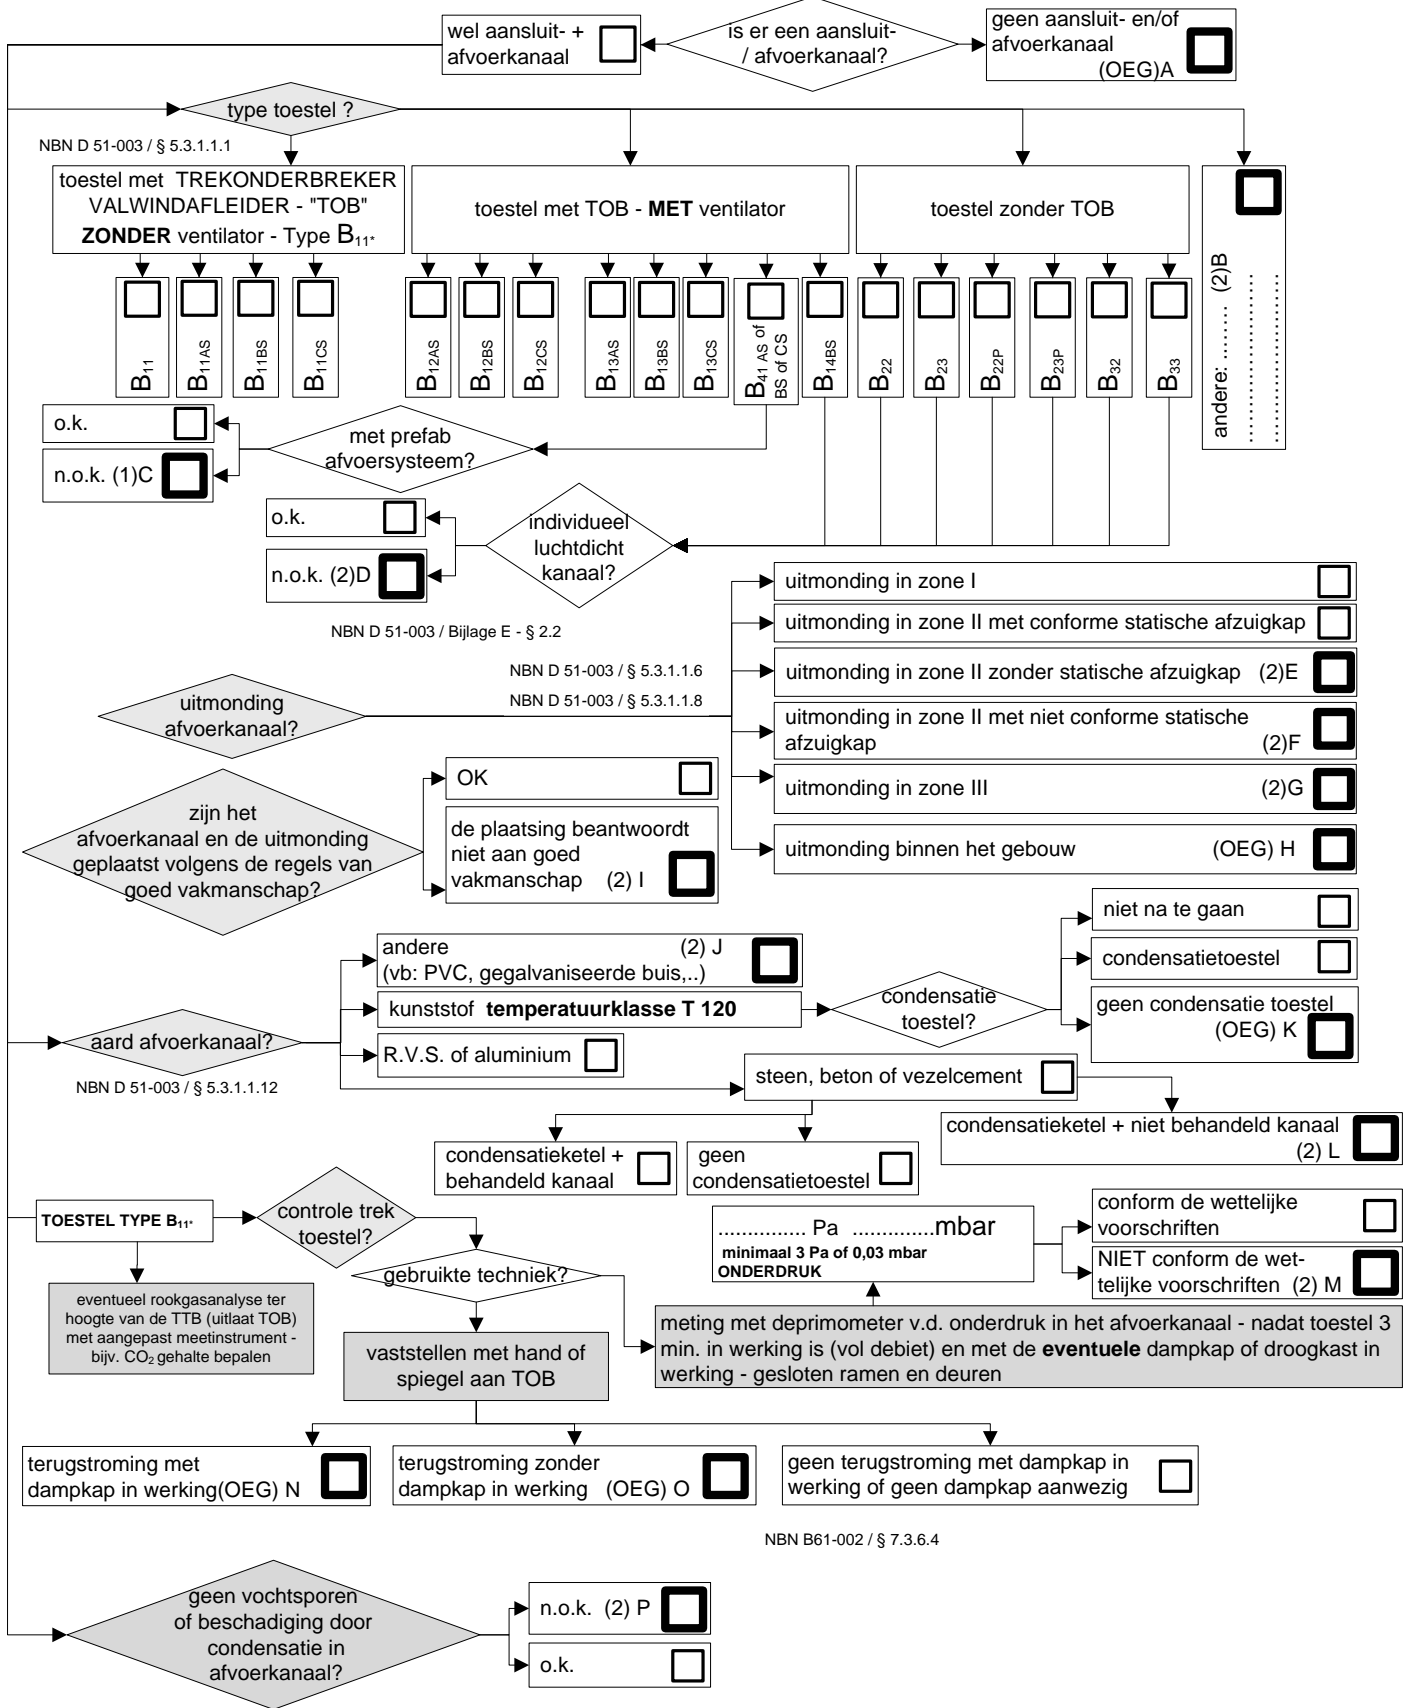 wel aansluit- +
afvoerkanaal
is er een aansluit-
/ afvoerkanaal?
geen aansluit- en/of
afvoerkanaal
(OEG)A
type toestel ?
NBN D 51-003 / § 5.3.1.1.1
toestel met TREKONDERBREKER
VALWINDAFLEIDER - "TOB"
ZONDER ventilator - Type B11*
toestel met TOB - MET ventilator
toestel zonder TOB
andere: ........ (2)B
........................
........................
B11
B11AS
B11BS
B11CS
B12AS
B12BS
B12CS
B13AS
B13BS
B13CS
B41 AS of
BS of CS
B14BS
B22
B23
B22P
B23P
B32
B33
o.k.
n.o.k. (1)C
met prefab
afvoersysteem?
o.k.
n.o.k. (2)D
individueel
luchtdicht
kanaal?
NBN D 51-003 / Bijlage E - § 2.2
uitmonding in zone I
uitmonding in zone II met conforme statische afzuigkap
NBN D 51-003 / § 5.3.1.1.6
uitmonding in zone II zonder statische afzuigkap (2)E
NBN D 51-003 / § 5.3.1.1.8
uitmonding
afvoerkanaal?
uitmonding in zone II met niet conforme statische
afzuigkap (2)F
uitmonding in zone III (2)G
uitmonding binnen het gebouw (OEG) H
zijn het
afvoerkanaal en de uitmonding
geplaatst volgens de regels van
goed vakmanschap?
OK
de plaatsing beantwoordt
niet aan goed
vakmanschap (2) I
niet na te gaan
condensatietoestel
geen condensatie toestel
(OEG) K
andere (2) J
(vb: PVC, gegalvaniseerde buis,..)
kunststof temperatuurklasse T 120
condensatie
toestel?
aard afvoerkanaal?
R.V.S. of aluminium
NBN D 51-003 / § 5.3.1.1.12
steen, beton of vezelcement
condensatieketel + niet behandeld kanaal
(2) L
condensatieketel +
behandeld kanaal
geen
condensatietoestel
TOESTEL TYPE B11*
controle trek
toestel?
gebruikte techniek?
............... Pa ..............mbar
minimaal 3 Pa of 0,03 mbar
ONDERDRUK
conform de wettelijke
voorschriften
NIET conform de wet-
telijke voorschriften (2) M
eventueel rookgasanalyse ter
hoogte van de TTB (uitlaat TOB)
met aangepast meetinstrument -
bijv. CO2 gehalte bepalen
vaststellen met hand of
spiegel aan TOB
meting met deprimometer v.d. onderdruk in het afvoerkanaal - nadat toestel 3
min. in werking is (vol debiet) en met de eventuele dampkap of droogkast in
werking - gesloten ramen en deuren
terugstroming met
dampkap in werking(OEG) N
terugstroming zonder
dampkap in werking (OEG) O
geen terugstroming met dampkap in
werking of geen dampkap aanwezig
NBN B61-002 / § 7.3.6.4
geen vochtsporen
of beschadiging door
condensatie in
afvoerkanaal?
n.o.k. (2) P
o.k.